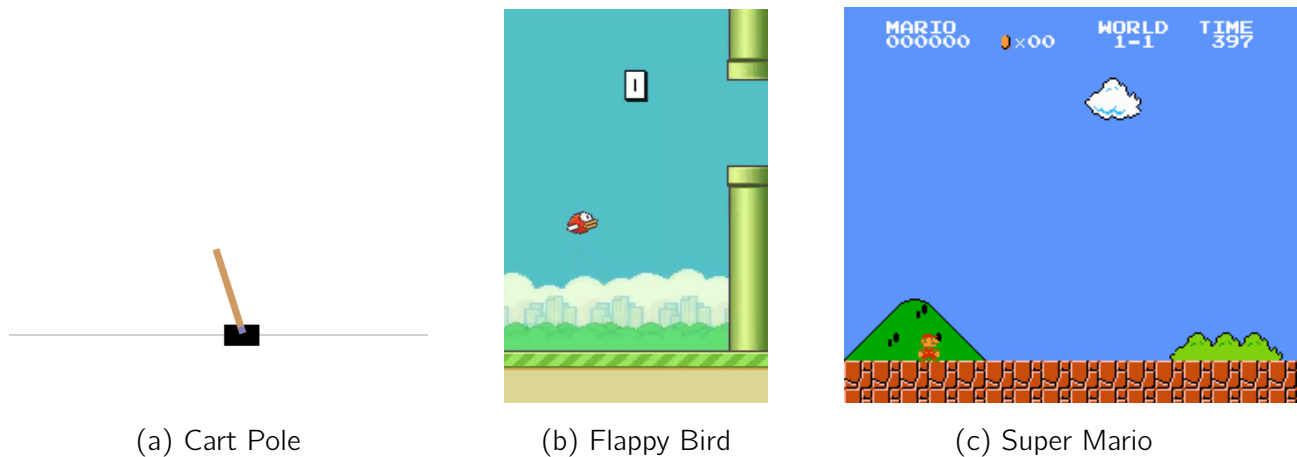 I
MARIO WORLD TIME
000000 ×00 1-1 397
(a) Cart Pole (b) Flappy Bird (c) Super Mario